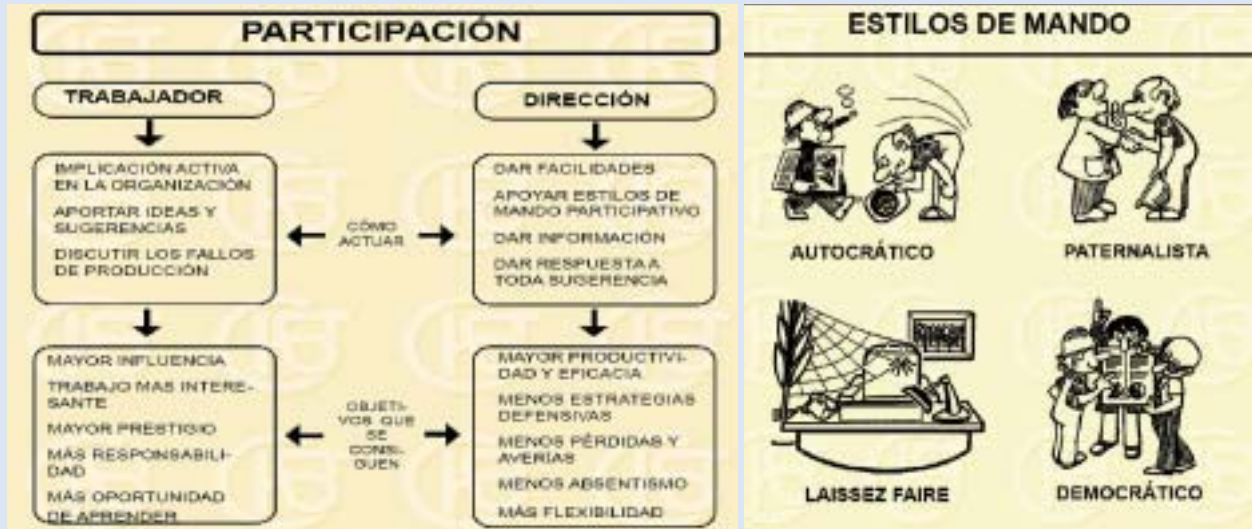 PARTICIPACIÓN
TRABAJADOR
IMPLICACIÓN ACTIVA
EN LA ORGANIZACIÓN
APORTAR IDEAS Y
SUGERENCIAS
DISCUTIR LOS FALLOS
DE PRODUCCIÓN
CÓMO
ACTUAR
DIRECCIÓN
DAR FACILIDADES
APOYAR ESTILOS DE
MANDO PARTICIPATIVO
DAR INFORMACIÓN
DAR RESPUESTA A
TODA SUGERENCIA
MAYOR INFLUENCIA
TRABAJO MAS INTERE-
SANTE
MAYOR PRESTIGIO
MÁS RESPONSABILI-
DAD
MÁS OPORTUNIDAD
DE APRENDER
OBJETI-
VOS QUE
SE
CONSI-
GUEN
MAYOR PRODUCTIVI-
DAD Y EFICACIA
MENOS ESTRATEGIAS
DEFENSIVAS
MENOS PÉRDIDAS Y
AVERÍAS
MENOS ABSENTISMO
MÁS FLEXIBILIDAD
ESTILOS DE MANDO
AUTOCRÁTICO
PATERNALISTA
LAISSEZ FAIRE
DEMOCRÁTICO